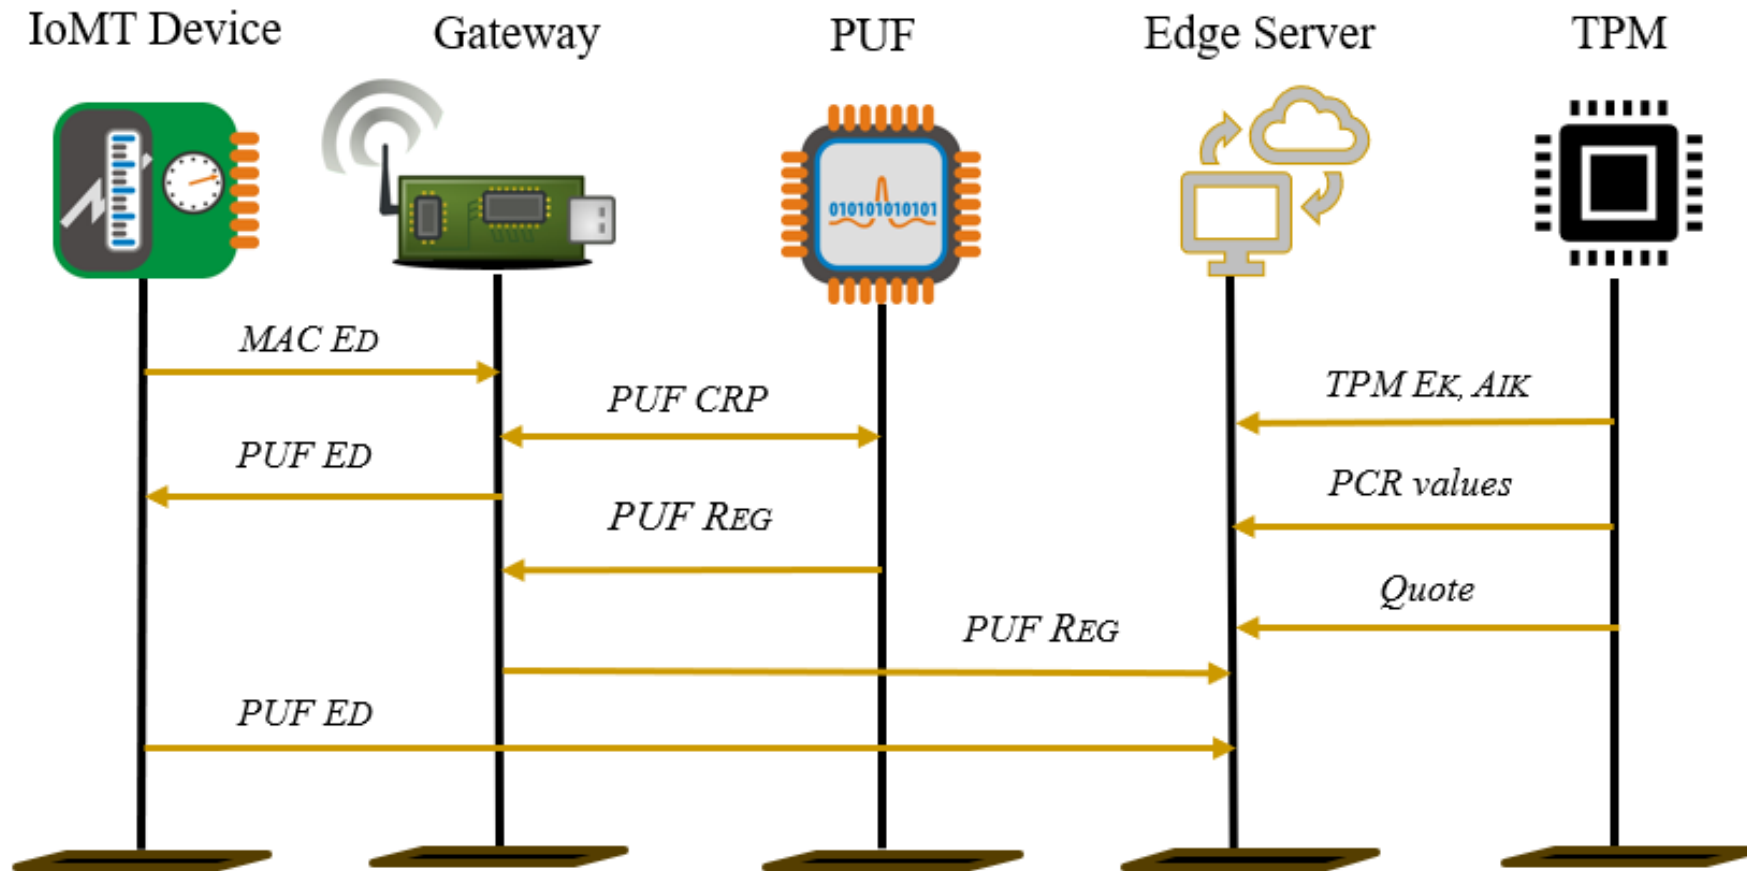 IoMT Device
Gateway
PUF
Edge Server
TPM
010101010101
MAC ED
PUF CRP
TPM EK, AIK
PUF ED
PCR values
PUF REG
Quote
PUF REG
PUF ED